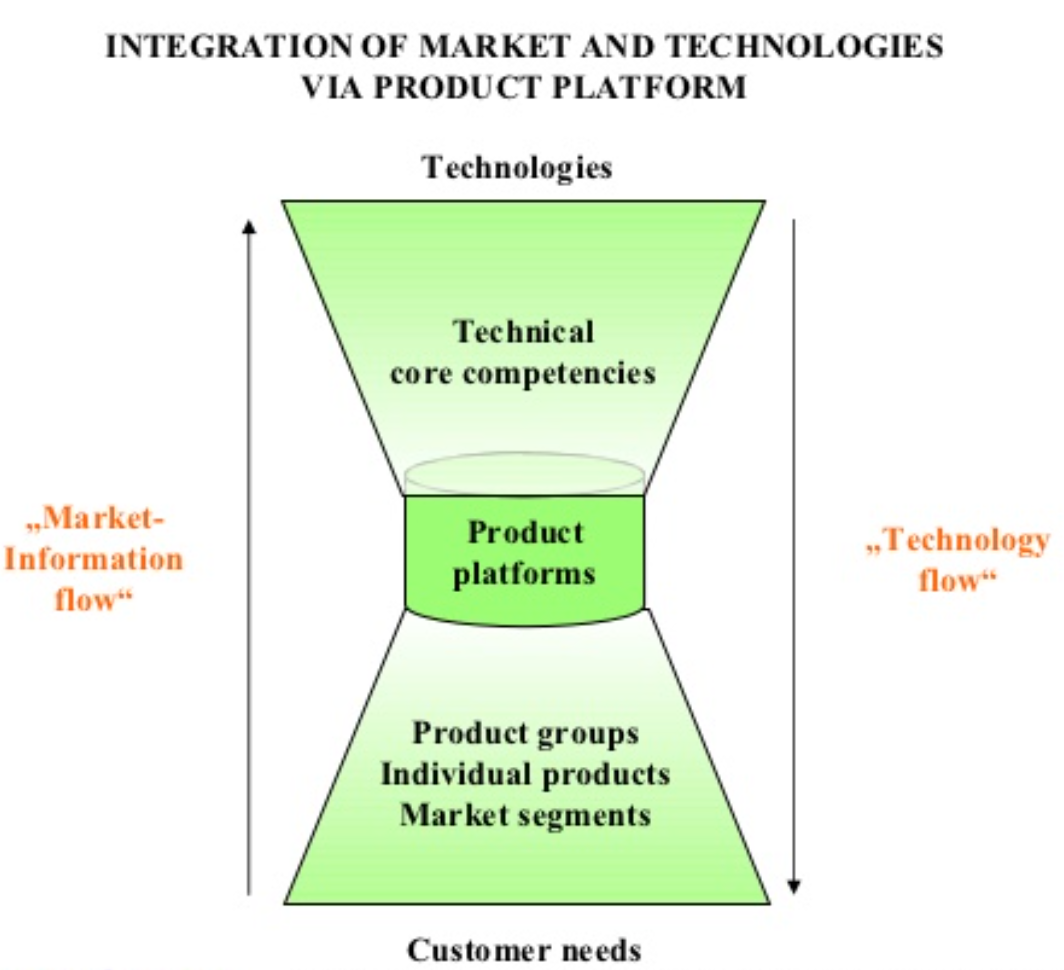 INTEGRATION OF MARKET AND TECHNOLOGIES
VIA PRODUCT PLATFORM
Technologies
Technical
core competencies
„Market-
Information
flow“
Product
platforms
„Technology
flow“
Product groups
Individual products
Market segments
Customer needs